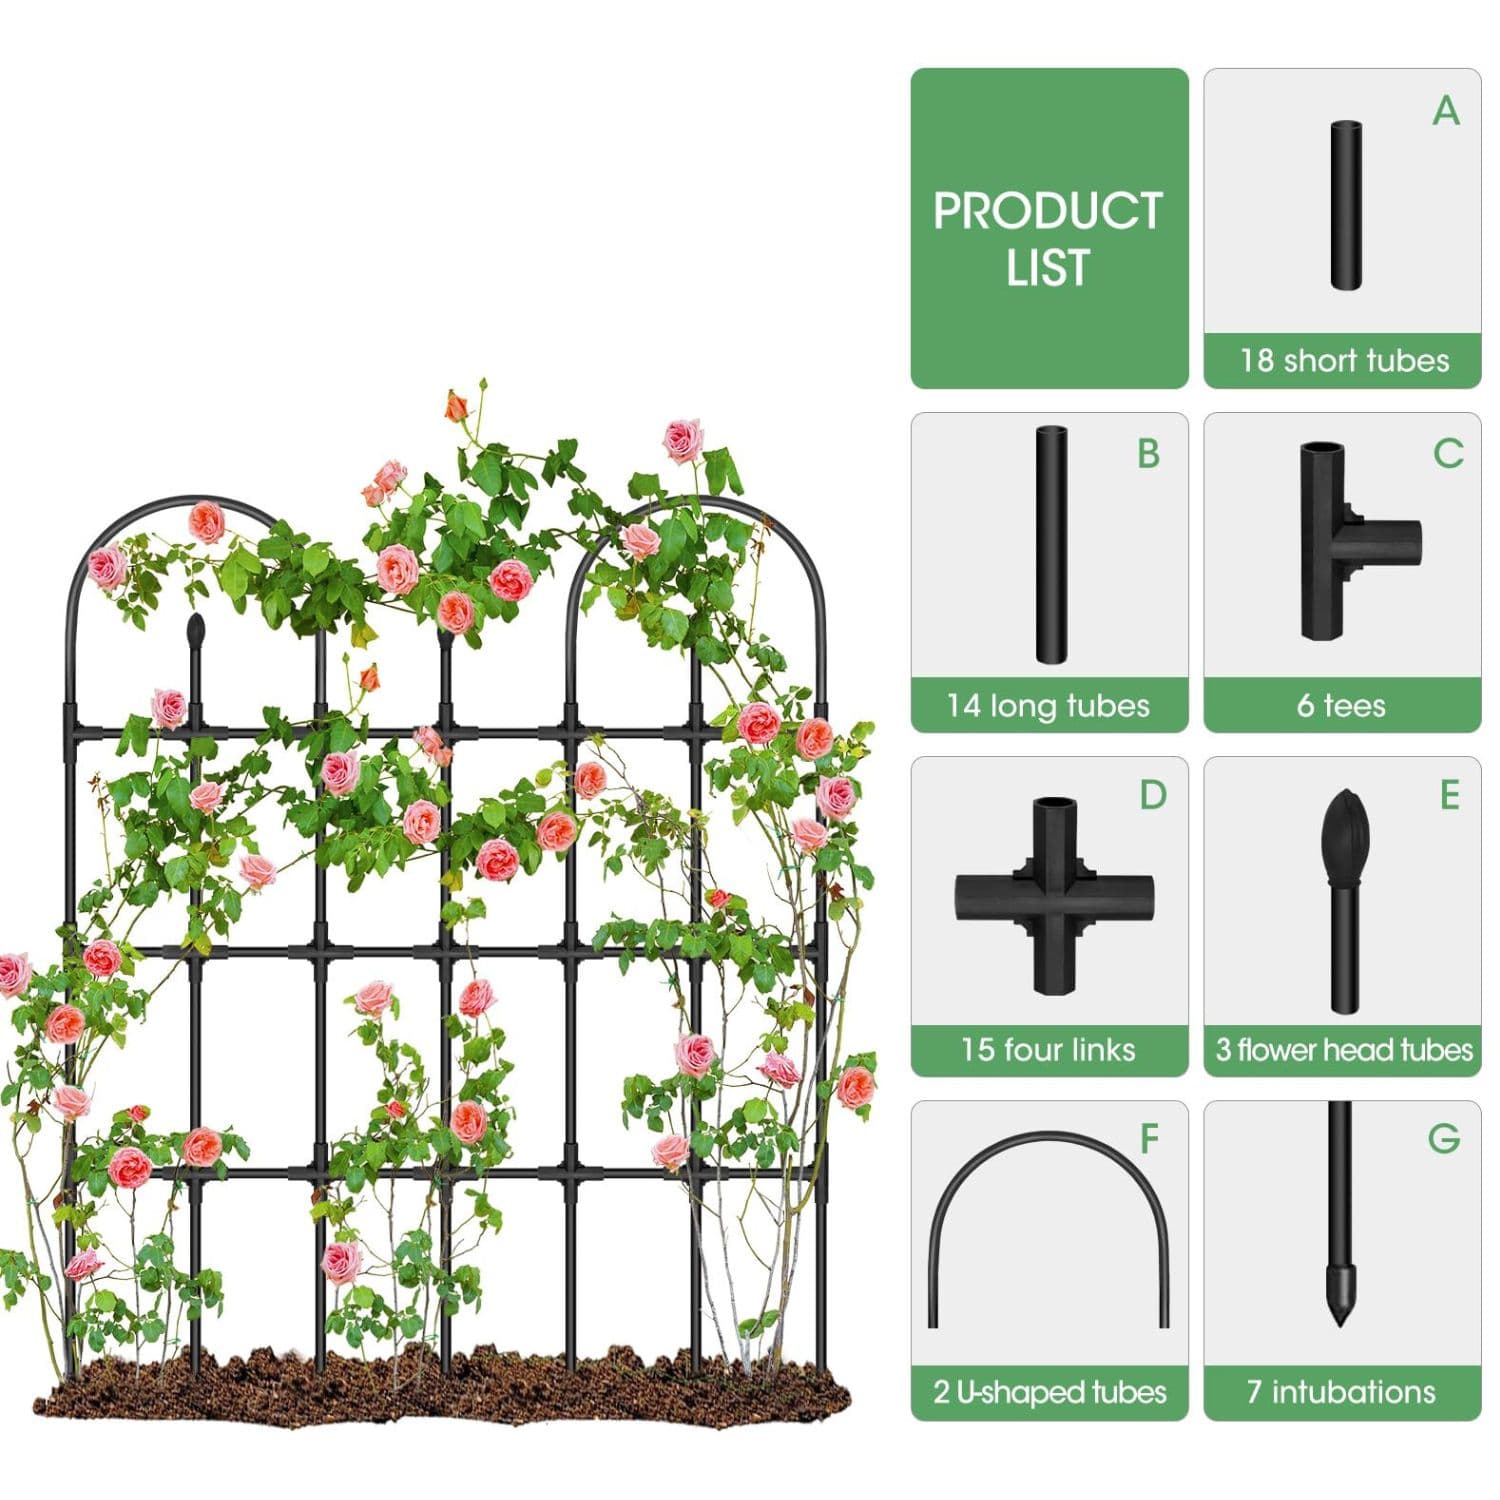 PRODUCT
LIST
A
18 short tubes
B
14 long tubes
C
6 tees
D
15 four links
E
3 flower head tubes
F
2 U-shaped tubes
G
7 intubations